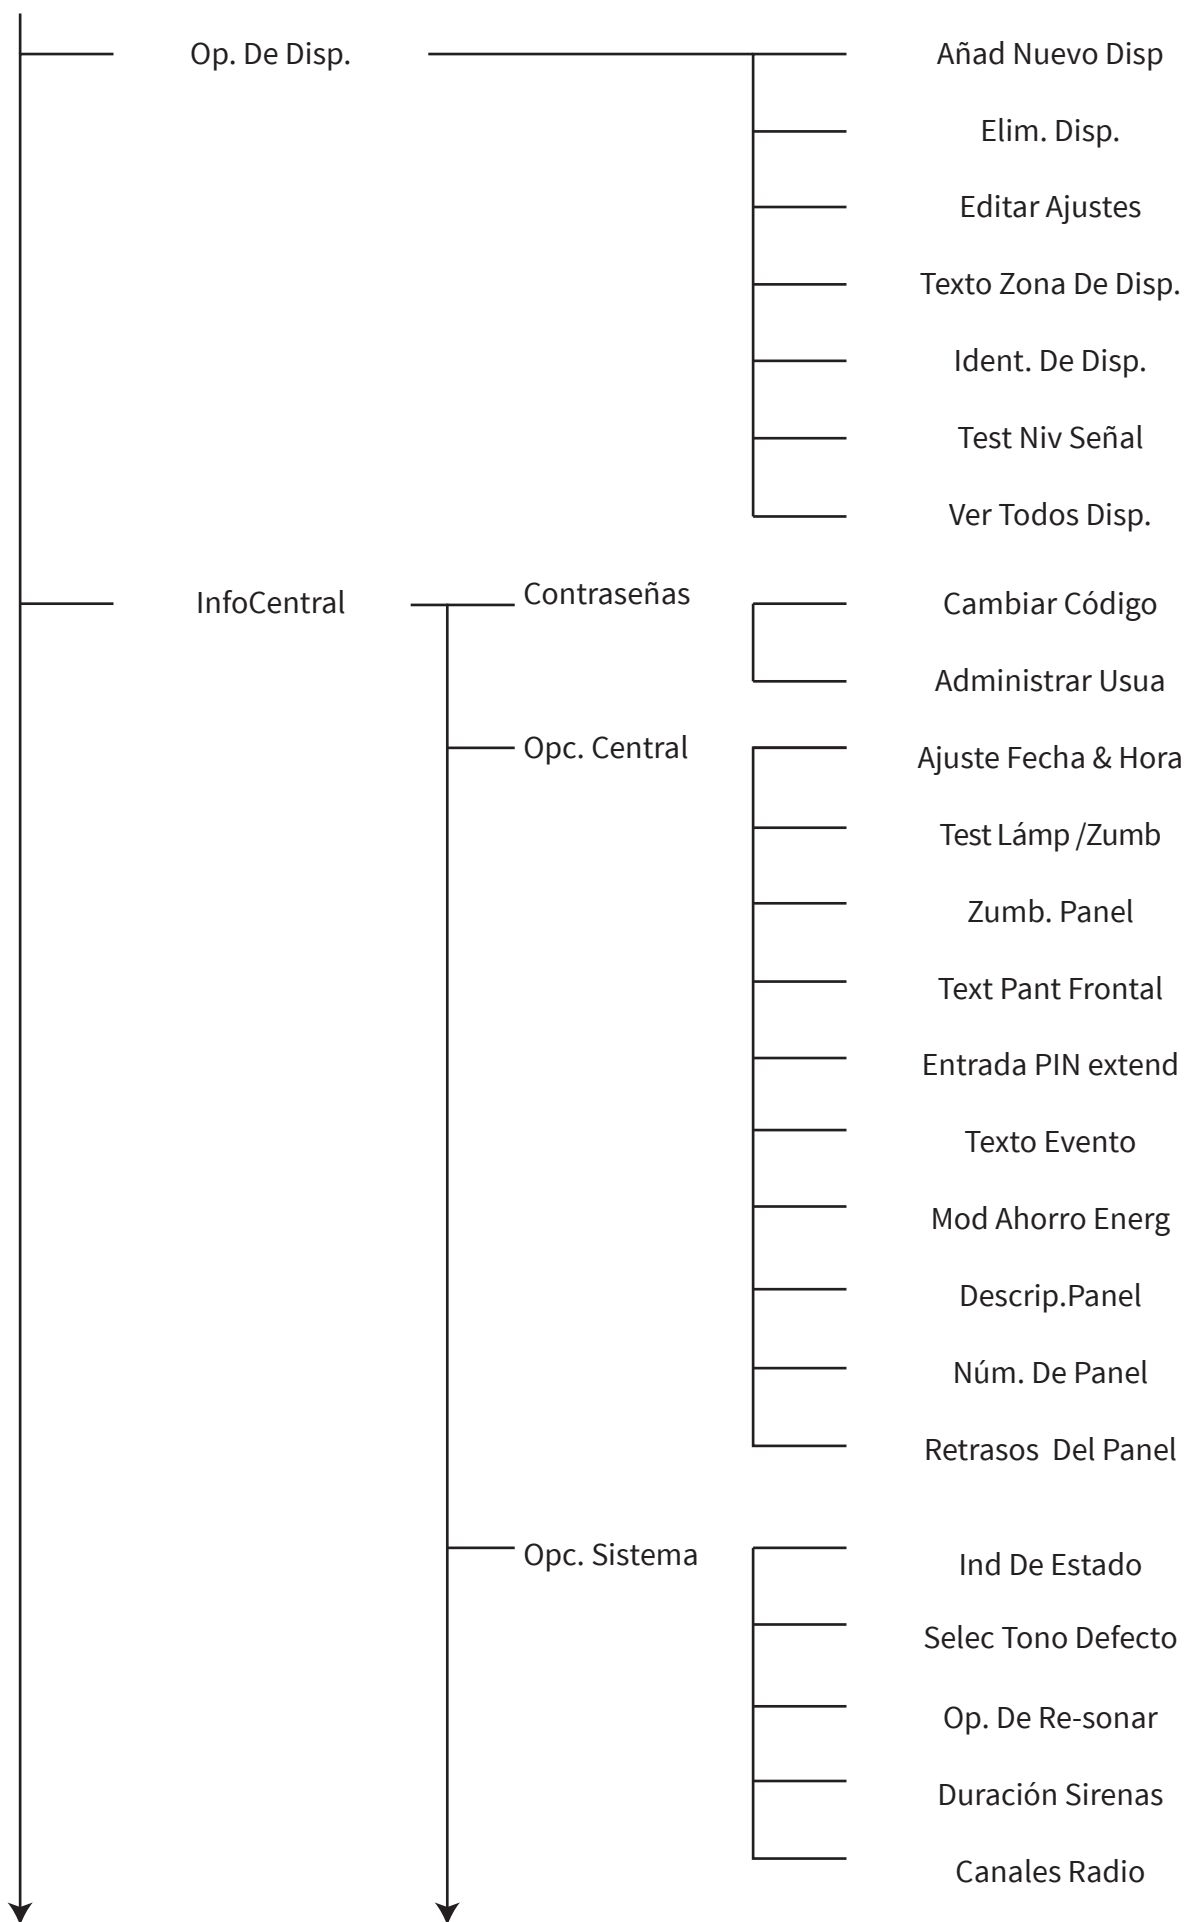 Op. De Disp.
Añad Nuevo Disp
Elim. Disp.
Editar Ajustes
Texto Zona De Disp.
Ident. De Disp.
Test Niv Señal
Ver Todos Disp.
InfoCentral
Contraseñas
Cambiar Código
Administrar Usua
Opc. Central
Ajuste Fecha & Hora
Test Lámp /Zumb
Zumb. Panel
Text Pant Frontal
Entrada PIN extend
Texto Evento
Mod Ahorro Energ
Descrip.Panel
Núm. De Panel
Retrasos  Del Panel
Opc. Sistema
Ind De Estado
Selec Tono Defecto
Op. De Re-sonar
Duración Sirenas
Canales Radio